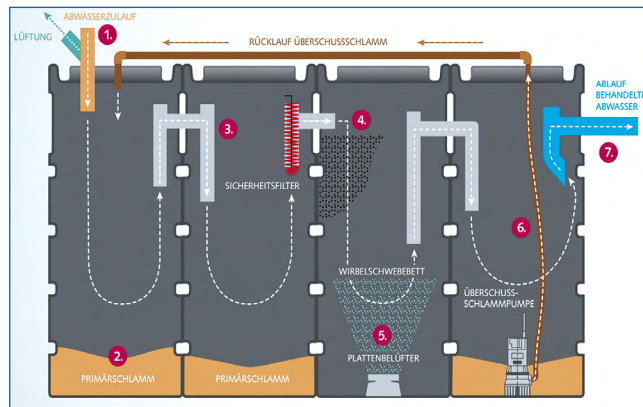 ABWASSERZULAUF
1.
LÜFTUNG
RÜCKLAUF ÜBERSCHUSSSCHLAMM
ABLAUF
BEHANDELTE
ABWASSER
7.
3.
4.
SICHERHEITSFILTER
6.
WIRBELSCHWEBEBETT
ÜBERSCHUSS-
SCHLAMMPUMPE
5.
PLATTENBELÜFTER
2.
PRIMÄRSCHLAMM
PRIMÄRSCHLAMM